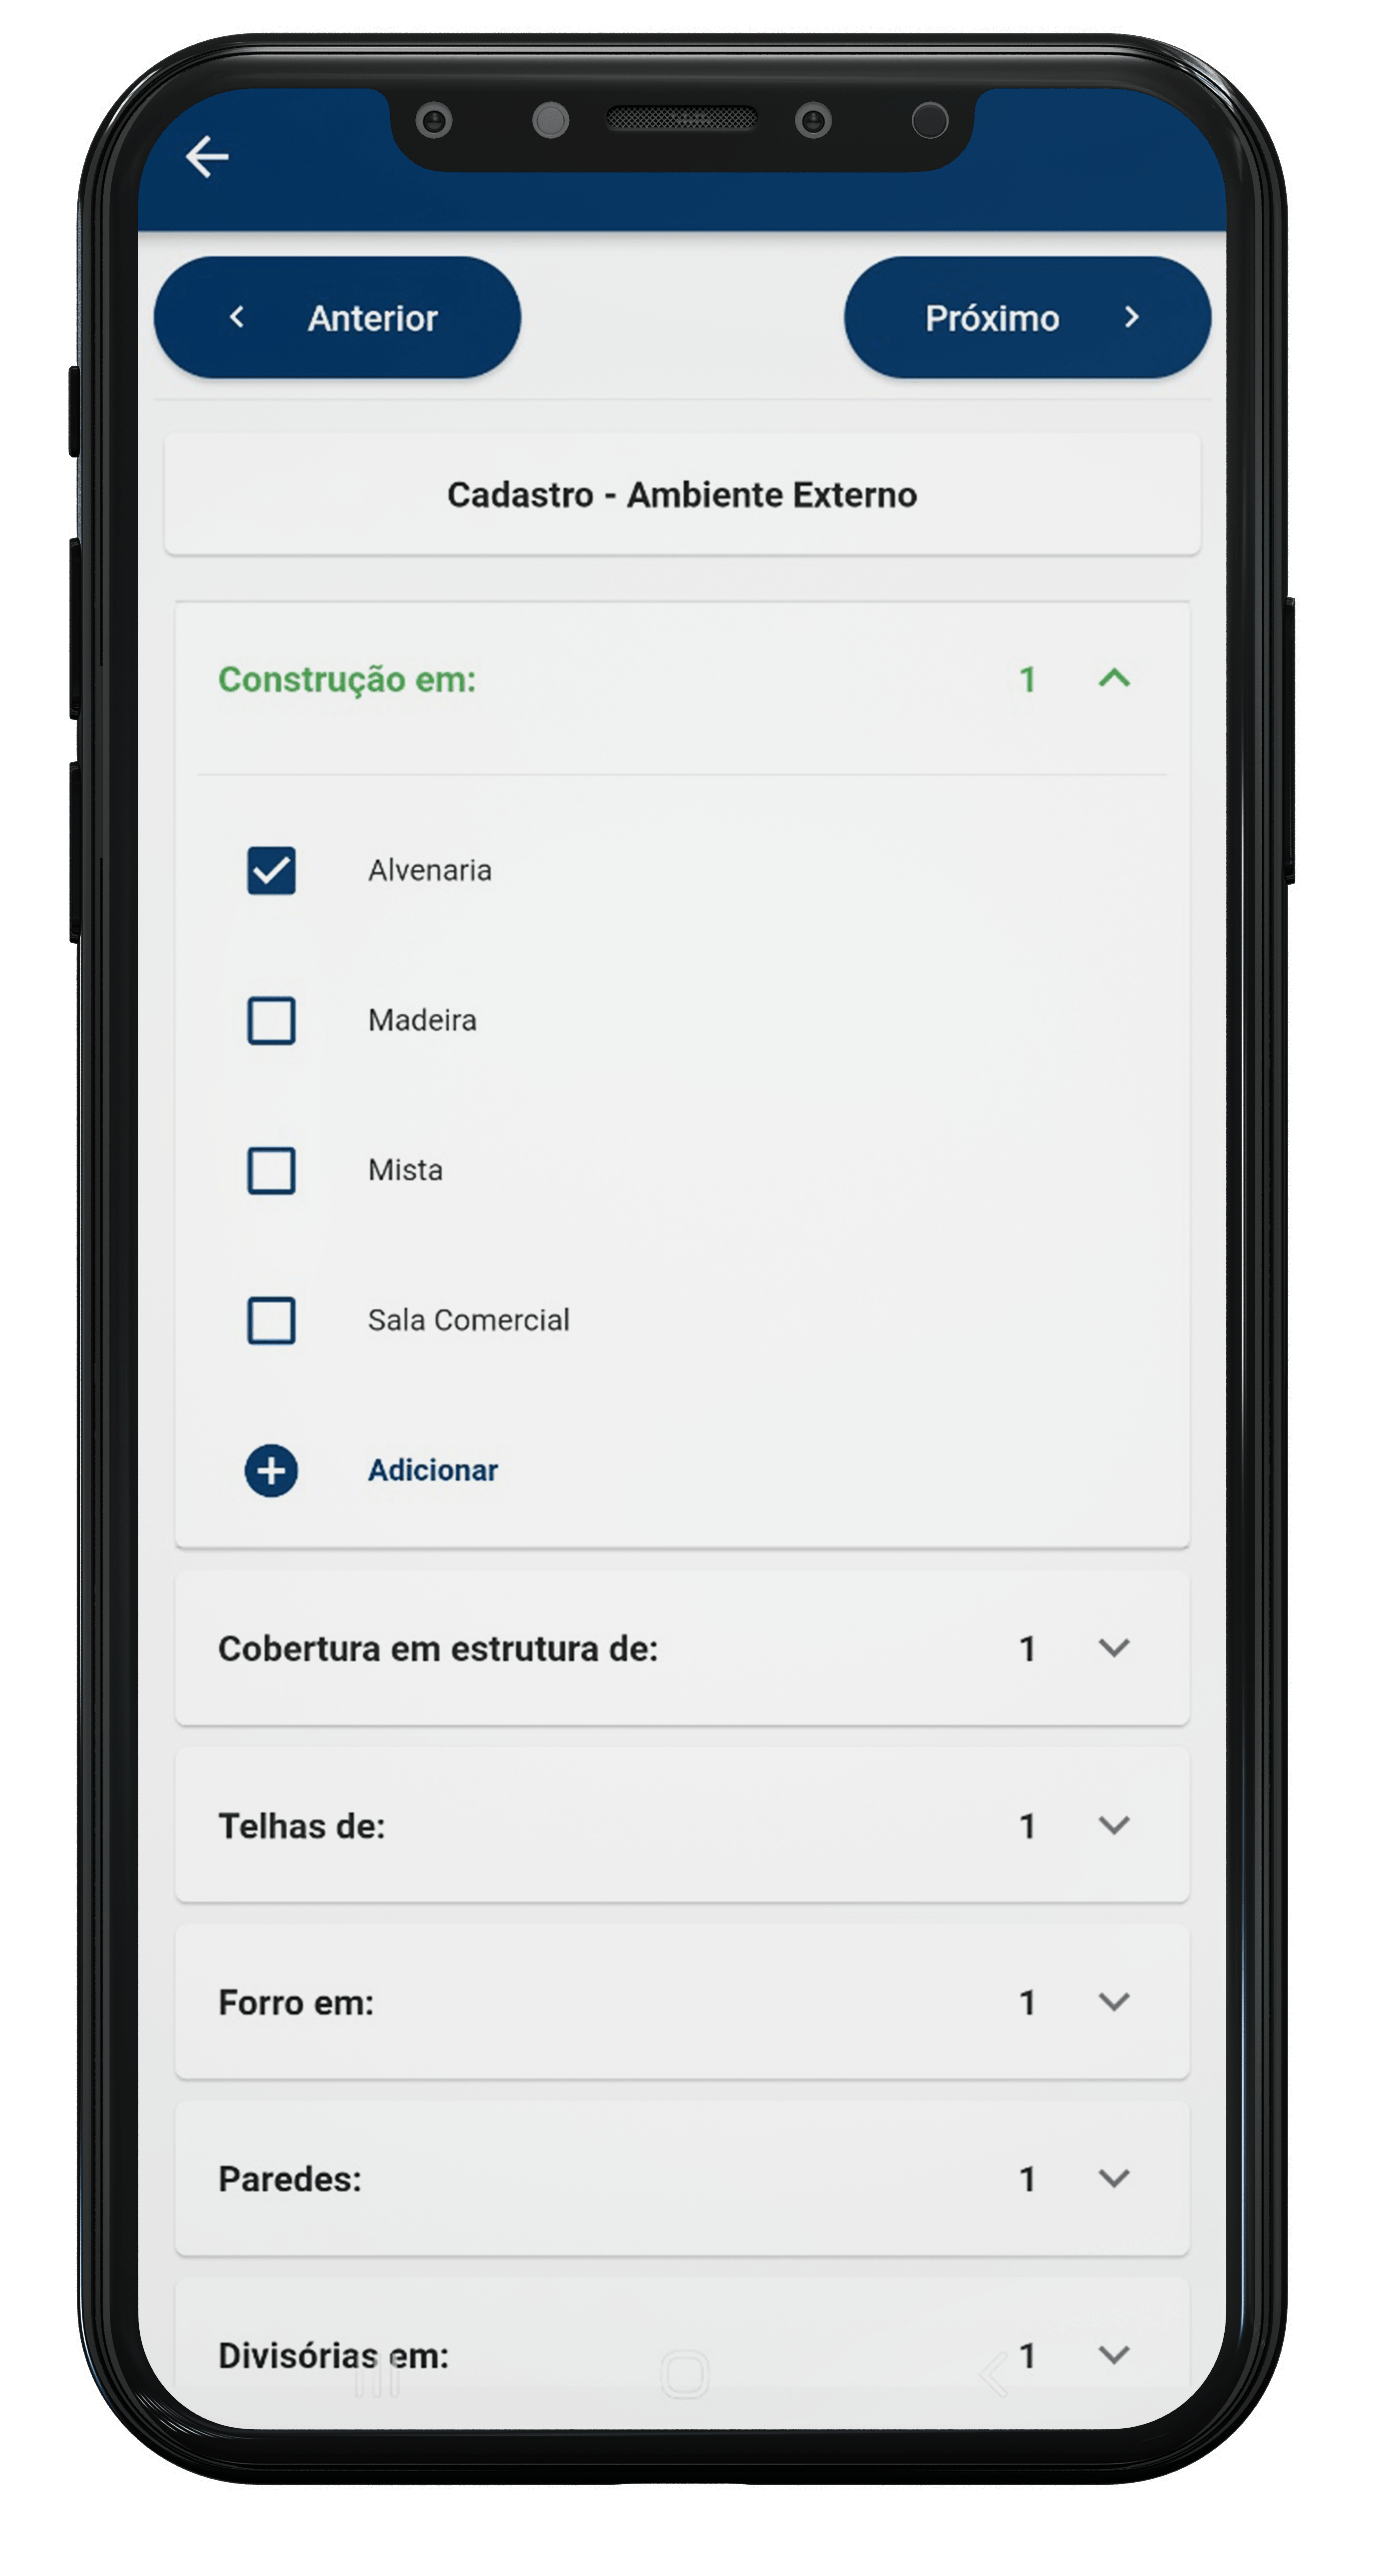 Anterior
Próximo
Cadastro - Ambiente Externo
Construção em: 1
Alvenaria
Madeira
Mista
Sala Comercial
Adicionar
Cobertura em estrutura de: 1
Telhas de: 1
Forro em: 1
Paredes: 1
Divisórias em: 1